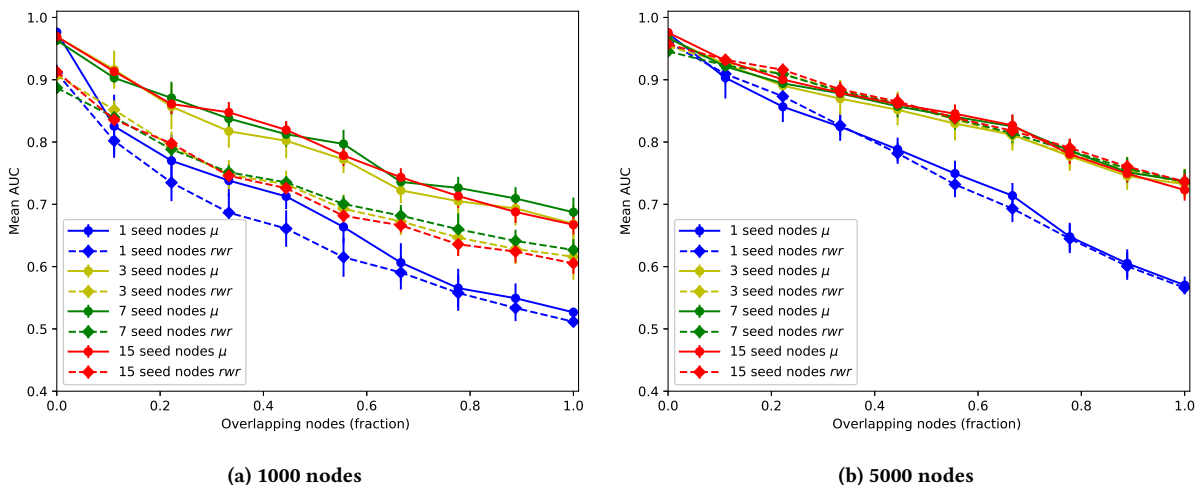 1.0
0.9
0.8
0.7
0.6
0.5
0.4
Mean AUC
1 seed nodes μ
1 seed nodes rwr
3 seed nodes μ
3 seed nodes rwr
7 seed nodes μ
7 seed nodes rwr
15 seed nodes μ
15 seed nodes rwr
0.0 0.2 0.4 0.6 0.8 1.0
Overlapping nodes (fraction)
(a) 1000 nodes
1.0
0.9
0.8
0.7
0.6
0.5
0.4
Mean AUC
1 seed nodes μ
1 seed nodes rwr
3 seed nodes μ
3 seed nodes rwr
7 seed nodes μ
7 seed nodes rwr
15 seed nodes μ
15 seed nodes rwr
0.0 0.2 0.4 0.6 0.8 1.0
Overlapping nodes (fraction)
(b) 5000 nodes